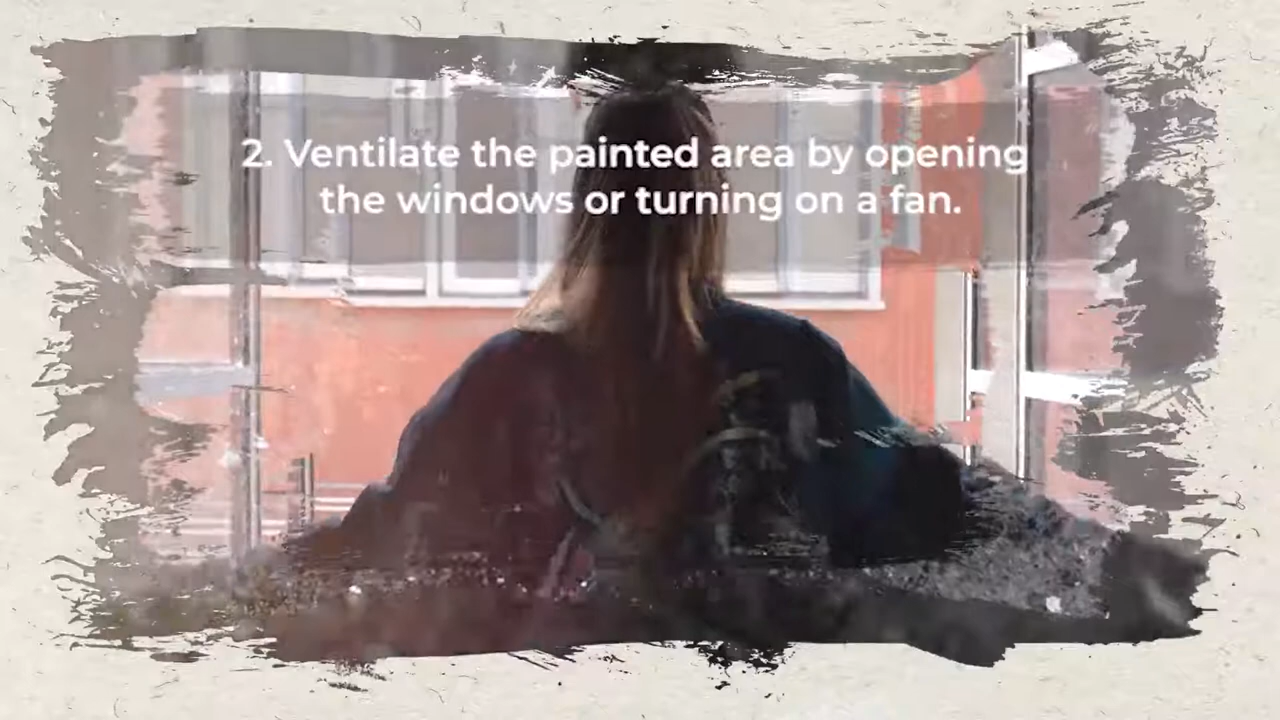 2. Ventilate the painted area by opening
the windows or turning on a fan.